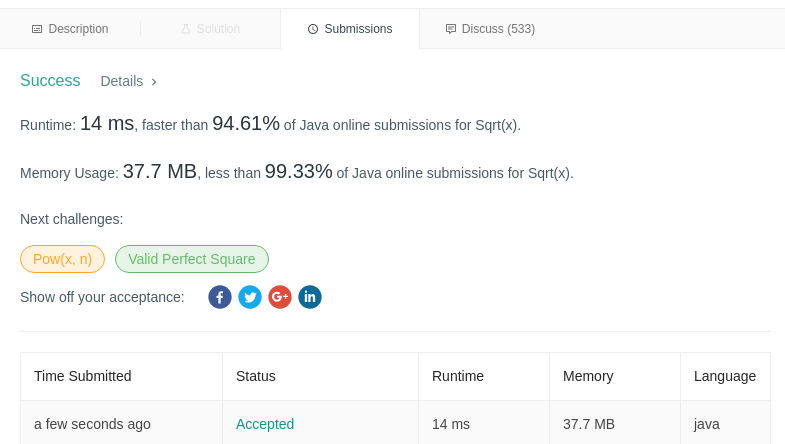 Description Solution Submissions Discuss (533)
Success Details
Runtime: 14 ms, faster than 94.61% of Java online submissions for Sqrt(x).
Memory Usage: 37.7 MB, less than 99.33% of Java online submissions for Sqrt(x).
Next challenges:
Pow(x, n) Valid Perfect Square
Show off your acceptance: f G+ in
Time Submitted Status Runtime Memory Language
a few seconds ago Accepted 14 ms 37.7 MB java